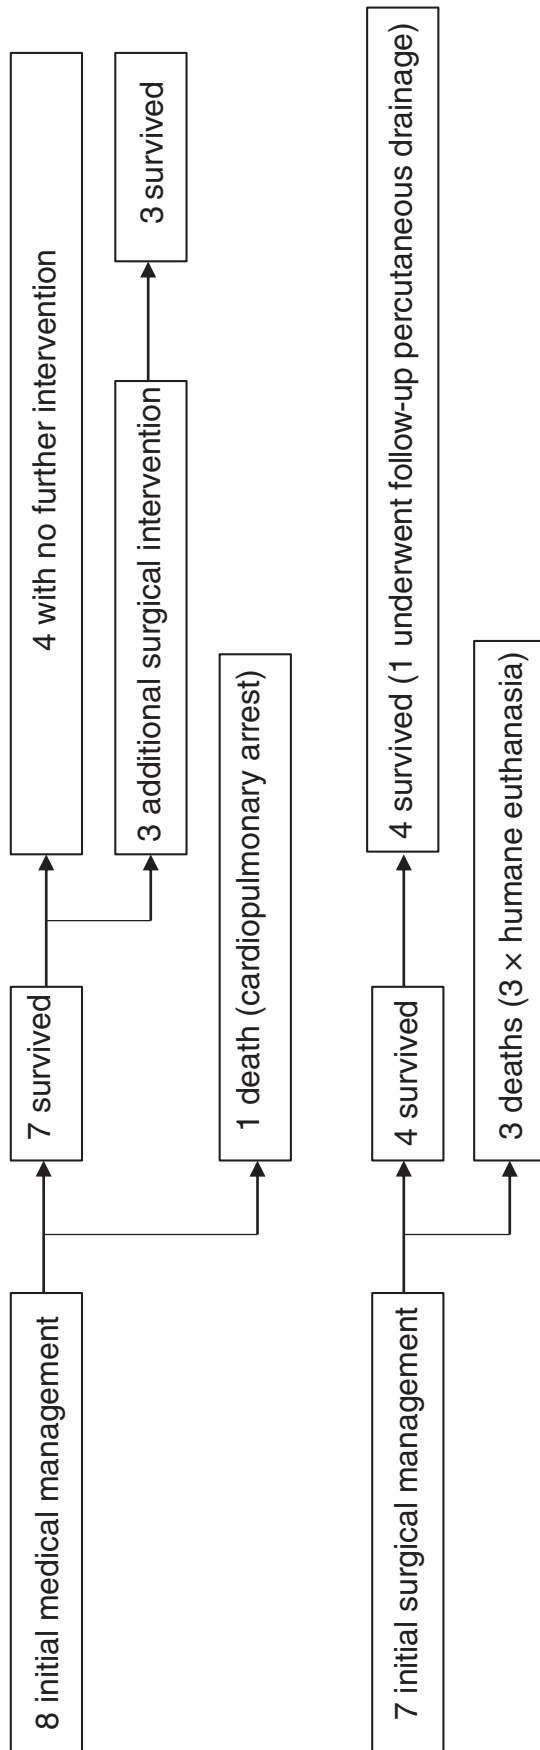 8 initial medical management
7 survived
4 with no further intervention
3 additional surgical intervention
3 survived
1 death (cardiopulmonary arrest)
7 initial surgical management
4 survived
4 survived (1 underwent follow-up percutaneous drainage)
3 deaths (3 × humane euthanasia)